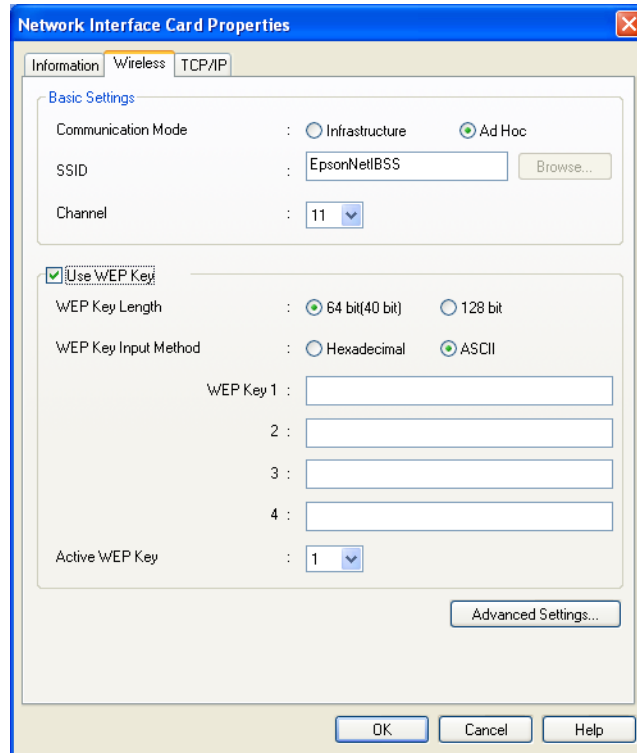 Network Interface Card Properties
Information Wireless TCP/IP
Basic Settings
Communication Mode : Infrastructure Ad Hoc
SSID : EpsonNetIBSS Browse...
Channel : 11
Use WEP Key
WEP Key Length : 64 bit(40 bit) 128 bit
WEP Key Input Method : Hexadecimal ASCII
WEP Key 1 :
2 :
3 :
4 :
Active WEP Key : 1
Advanced Settings...
OK Cancel Help